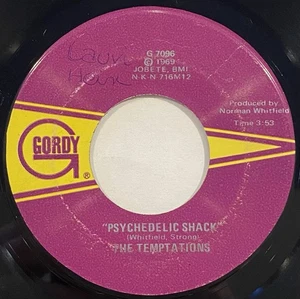 G 7096
℗ 1969
JOBETE, BMI
N-K-N-716M12
Produced by
Norman Whitfield
Time 3:53
GORDY
®
"PSYCHEDELIC SHACK"
(Whitfield, Strong)
THE TEMPTATIONS